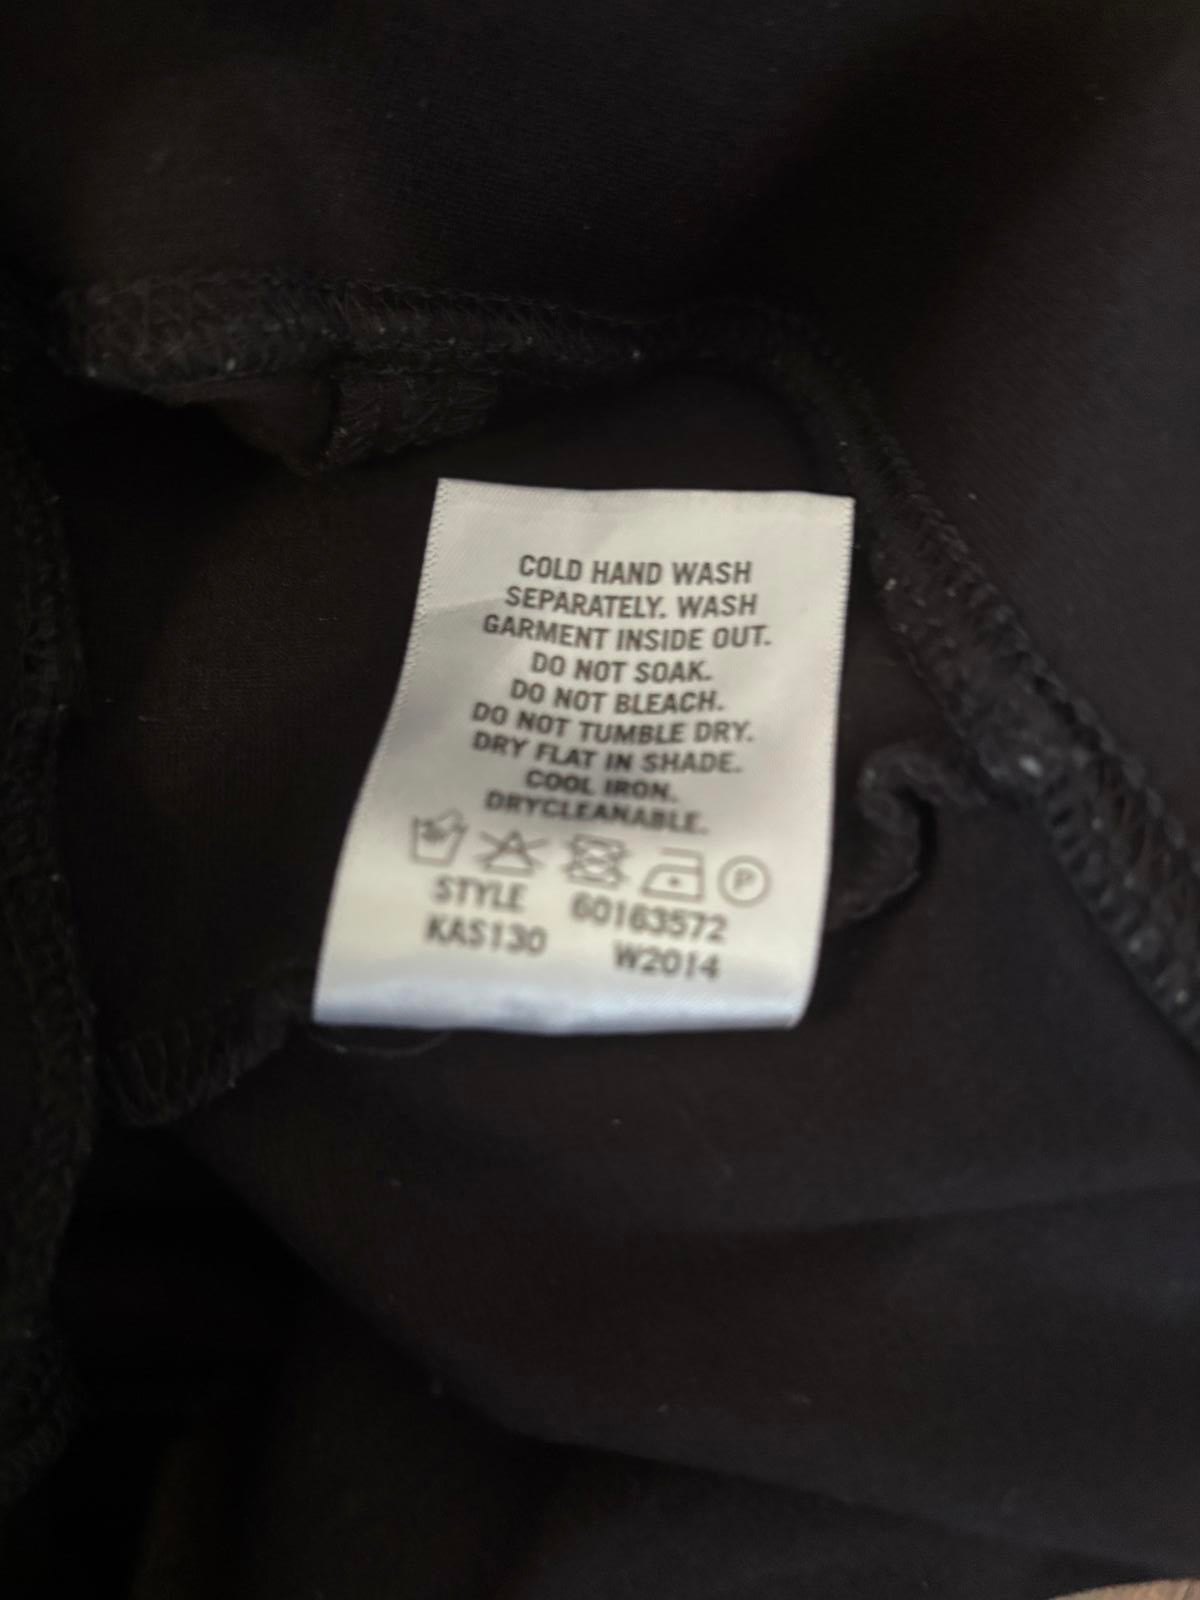 COLD HAND WASH
SEPARATELY. WASH
GARMENT INSIDE OUT.
DO NOT SOAK.
DO NOT BLEACH.
DO NOT TUMBLE DRY.
DRY FLAT IN SHADE.
COOL IRON.
DRYCLEANABLE.
P
STYLE 60163572
KAS130 W2014